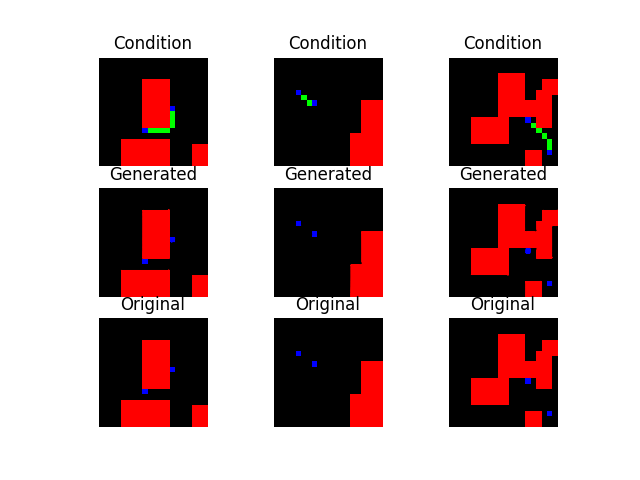 Condition
Condition
Condition
Generated
Generated
Generated
Original
Original
Original